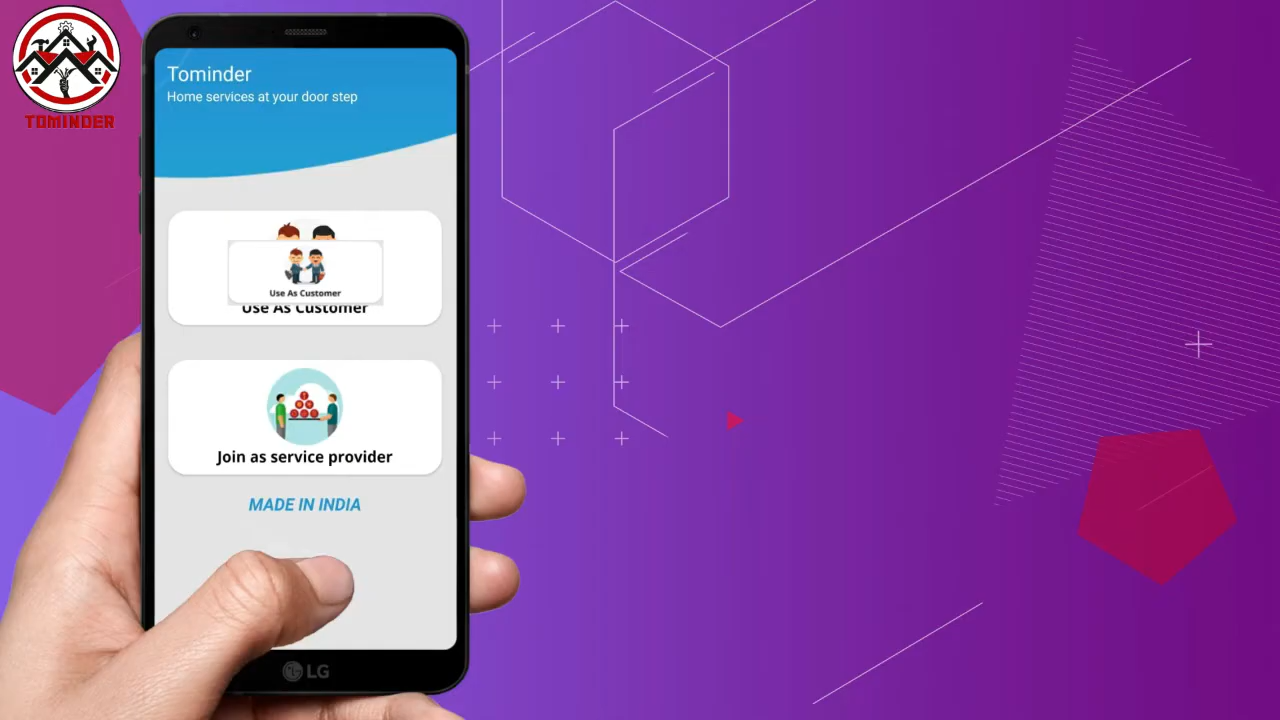 TOMINDER
Tominder
Home services at your door step
Use As Customer
Use As Customer
Join as service provider
MADE IN INDIA
LG